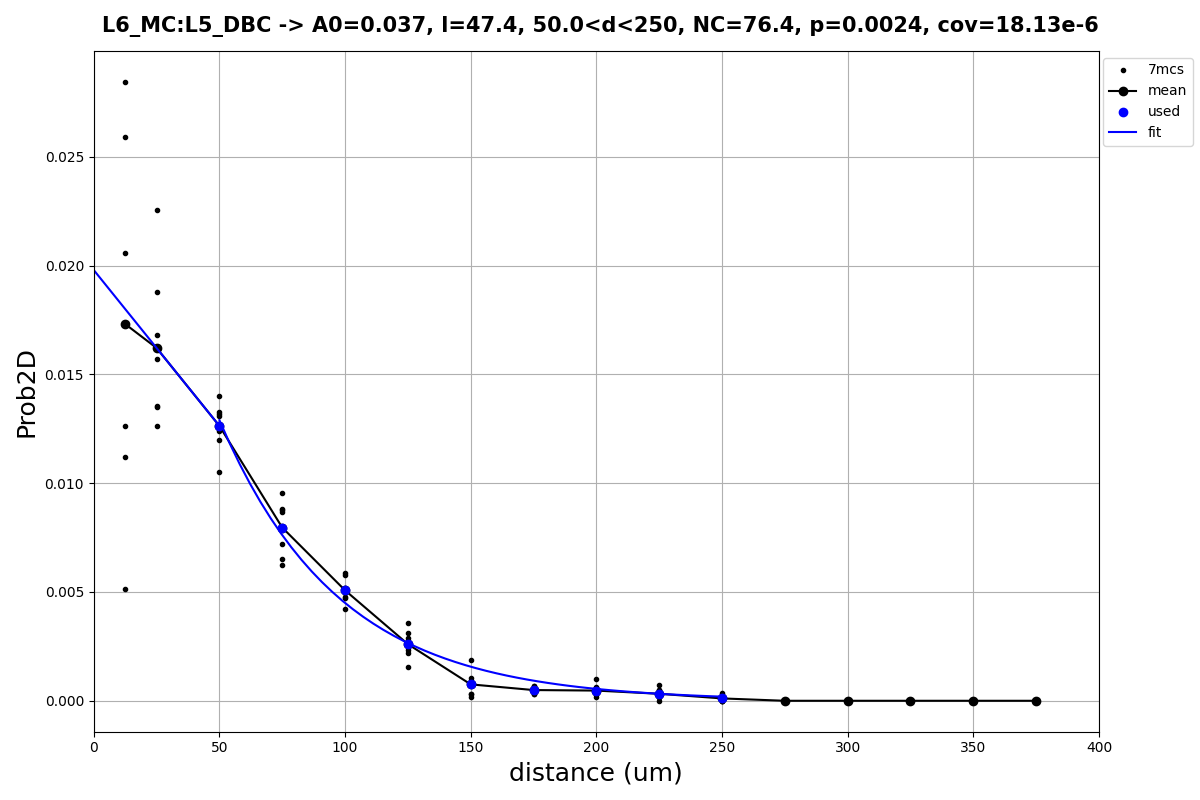 L6_MC:L5_DBC -> A0=0.037, l=47.4, 50.0<d<250, NC=76.4, p=0.0024, cov=18.13e-6
7mcs
mean
used
fit
Prob2D
0.025
0.020
0.015
0.010
0.005
0.000
0
50
100
150
200
250
300
350
400
distance (um)